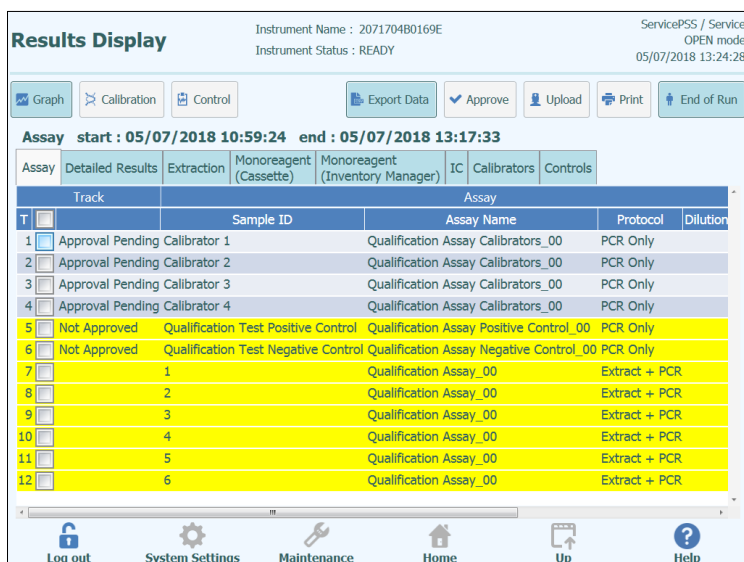 Results Display
Instrument Name : 2071704B0169E
Instrument Status : READY
ServicePSS / Service
OPEN mode
05/07/2018 13:24:28
Graph Calibration Control Export Data Approve Upload Print End of Run
Assay start : 05/07/2018 10:59:24 end : 05/07/2018 13:17:33
Assay Detailed Results Extraction Monoreagent (Cassette) Monoreagent (Inventory Manager) IC Calibrators Controls
Track Assay
T Sample ID Assay Name Protocol Dilution
1 Approval Pending Calibrator 1 Qualification Assay Calibrators_00 PCR Only
2 Approval Pending Calibrator 2 Qualification Assay Calibrators_00 PCR Only
3 Approval Pending Calibrator 3 Qualification Assay Calibrators_00 PCR Only
4 Approval Pending Calibrator 4 Qualification Assay Calibrators_00 PCR Only
5 Not Approved Qualification Test Positive Control Qualification Assay Positive Control_00 PCR Only
6 Not Approved Qualification Test Negative Control Qualification Assay Negative Control_00 PCR Only
7 1 Qualification Assay_00 Extract + PCR
8 2 Qualification Assay_00 Extract + PCR
9 3 Qualification Assay_00 Extract + PCR
10 4 Qualification Assay_00 Extract + PCR
11 5 Qualification Assay_00 Extract + PCR
12 6 Qualification Assay_00 Extract + PCR
Log out System Settings Maintenance Home Up Help